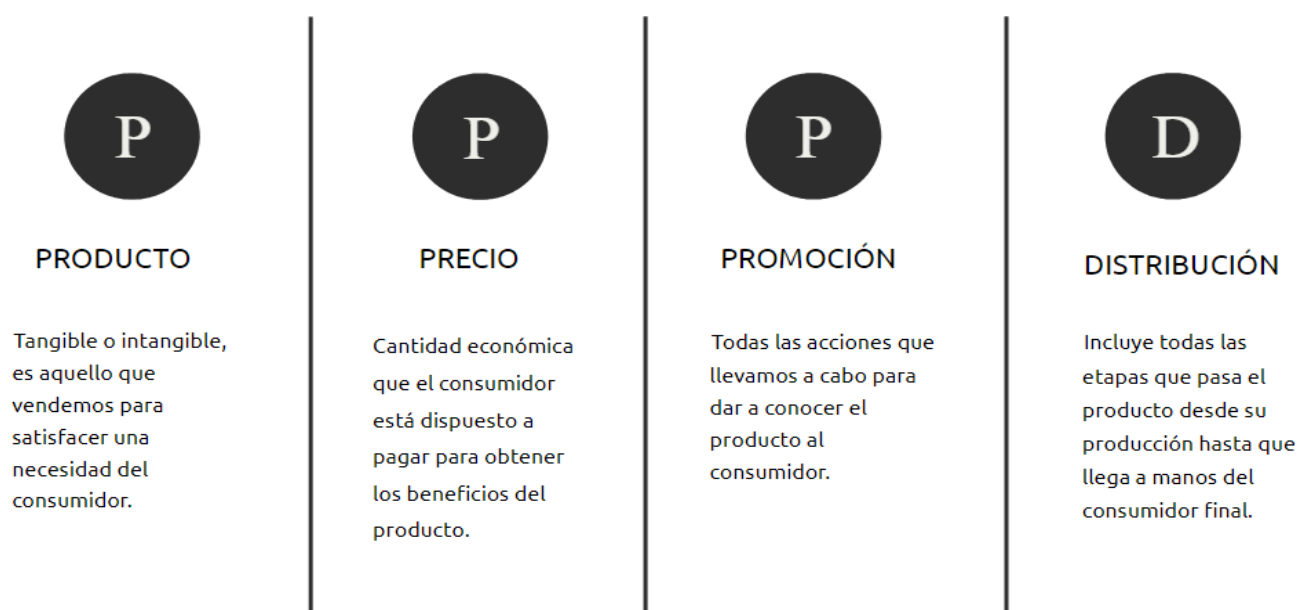 P
PRODUCTO
Tangible o intangible,
es aquello que
vendemos para
satisfacer una
necesidad del
consumidor.
P
PRECIO
Cantidad económica
que el consumidor
está dispuesto a
pagar para obtener
los beneficios del
producto.
P
PROMOCIÓN
Todas las acciones que
llevamos a cabo para
dar a conocer el
producto al
consumidor.
D
DISTRIBUCIÓN
Incluye todas las
etapas que pasa el
producto desde su
producción hasta que
llega a manos del
consumidor final.